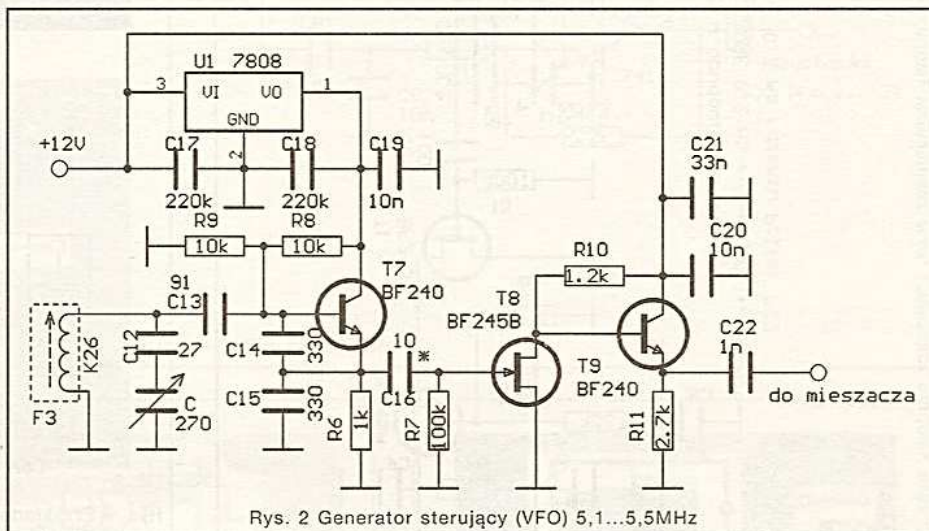 U1 7808
3 VI VO 1
GND
2
+12V
C17
220k
C18
220k
C19
10n
C21
33n
C20
10n
R9
10k
R8
10k
R10
1.2k
T7
BF240
T8
BF245B
T9
BF240
91
C13
C12
27
C
270
K26
F3
C14
330
C15
330
10 *
C16
R6
1k
R7
100k
R11
2.7k
C22
1n
do mieszacza
Rys. 2 Generator sterujący (VFO) 5,1...5,5MHz